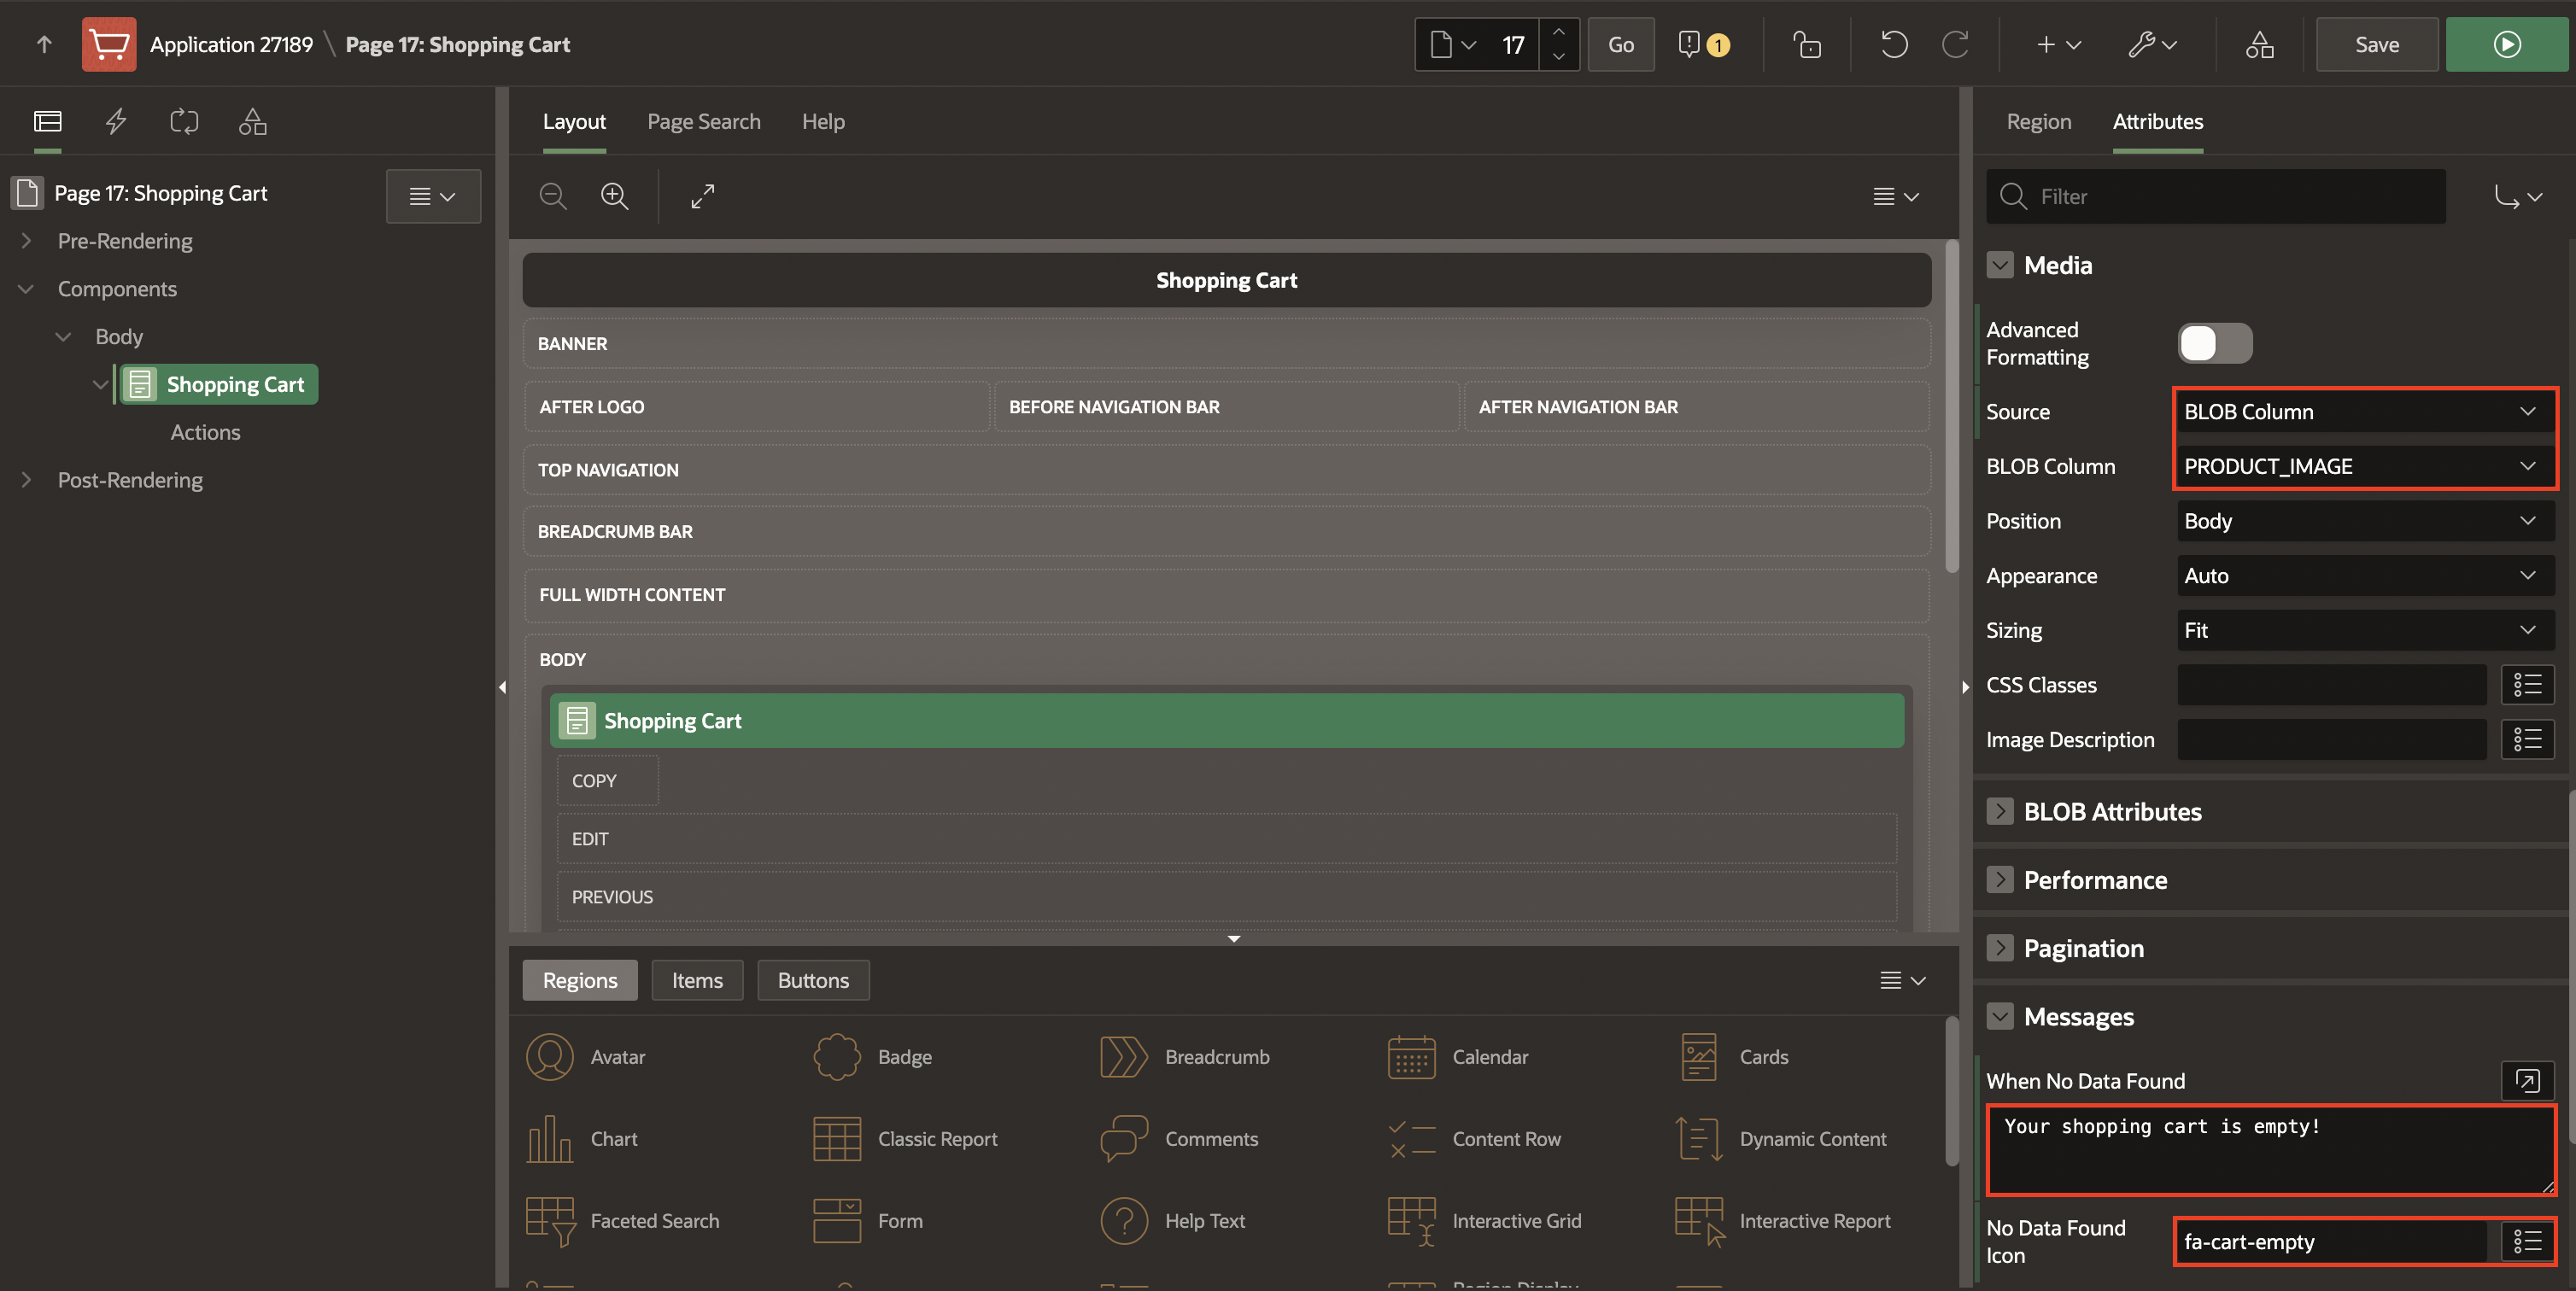 Application 27189 \ Page 17: Shopping Cart
17
Go
1
Save
Page 17: Shopping Cart
Pre-Rendering
Components
Body
Shopping Cart
Actions
Post-Rendering
Layout
Page Search
Help
Shopping Cart
BANNER
AFTER LOGO
BEFORE NAVIGATION BAR
AFTER NAVIGATION BAR
TOP NAVIGATION
BREADCRUMB BAR
FULL WIDTH CONTENT
BODY
Shopping Cart
COPY
EDIT
PREVIOUS
Regions
Items
Buttons
Avatar
Badge
Breadcrumb
Calendar
Cards
Chart
Classic Report
Comments
Content Row
Dynamic Content
Faceted Search
Form
Help Text
Interactive Grid
Interactive Report
Region Display
Region
Attributes
Filter
Media
Advanced
Formatting
Source
BLOB Column
BLOB Column
PRODUCT_IMAGE
Position
Body
Appearance
Auto
Sizing
Fit
CSS Classes
Image Description
BLOB Attributes
Performance
Pagination
Messages
When No Data Found
Your shopping cart is empty!
No Data Found
Icon
fa-cart-empty